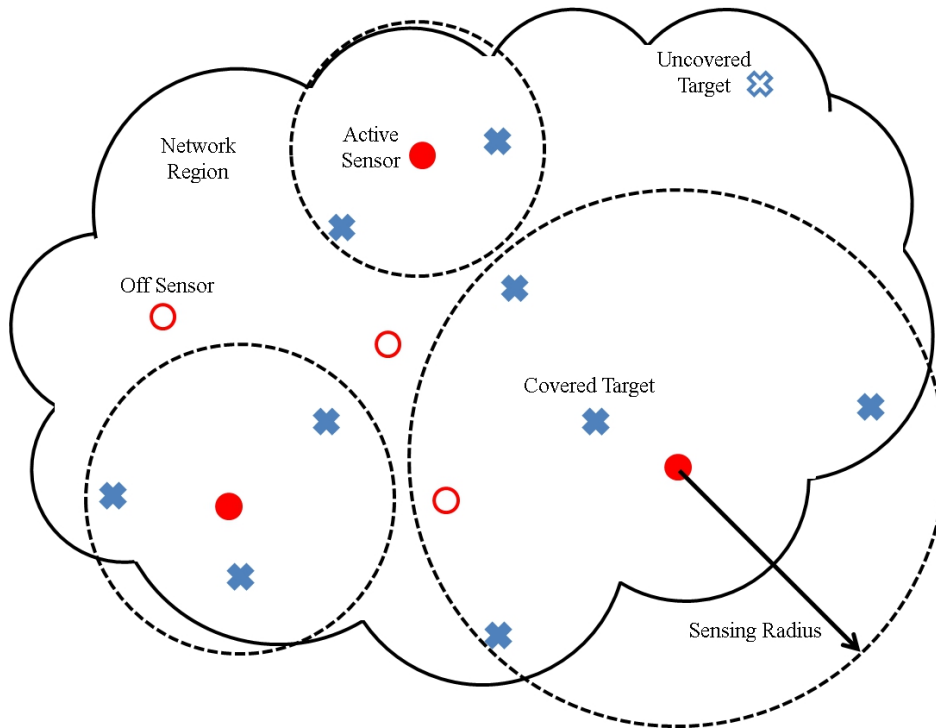 Uncovered
Target
Active
Sensor
Network
Region
Off Sensor
Covered Target
Sensing Radius